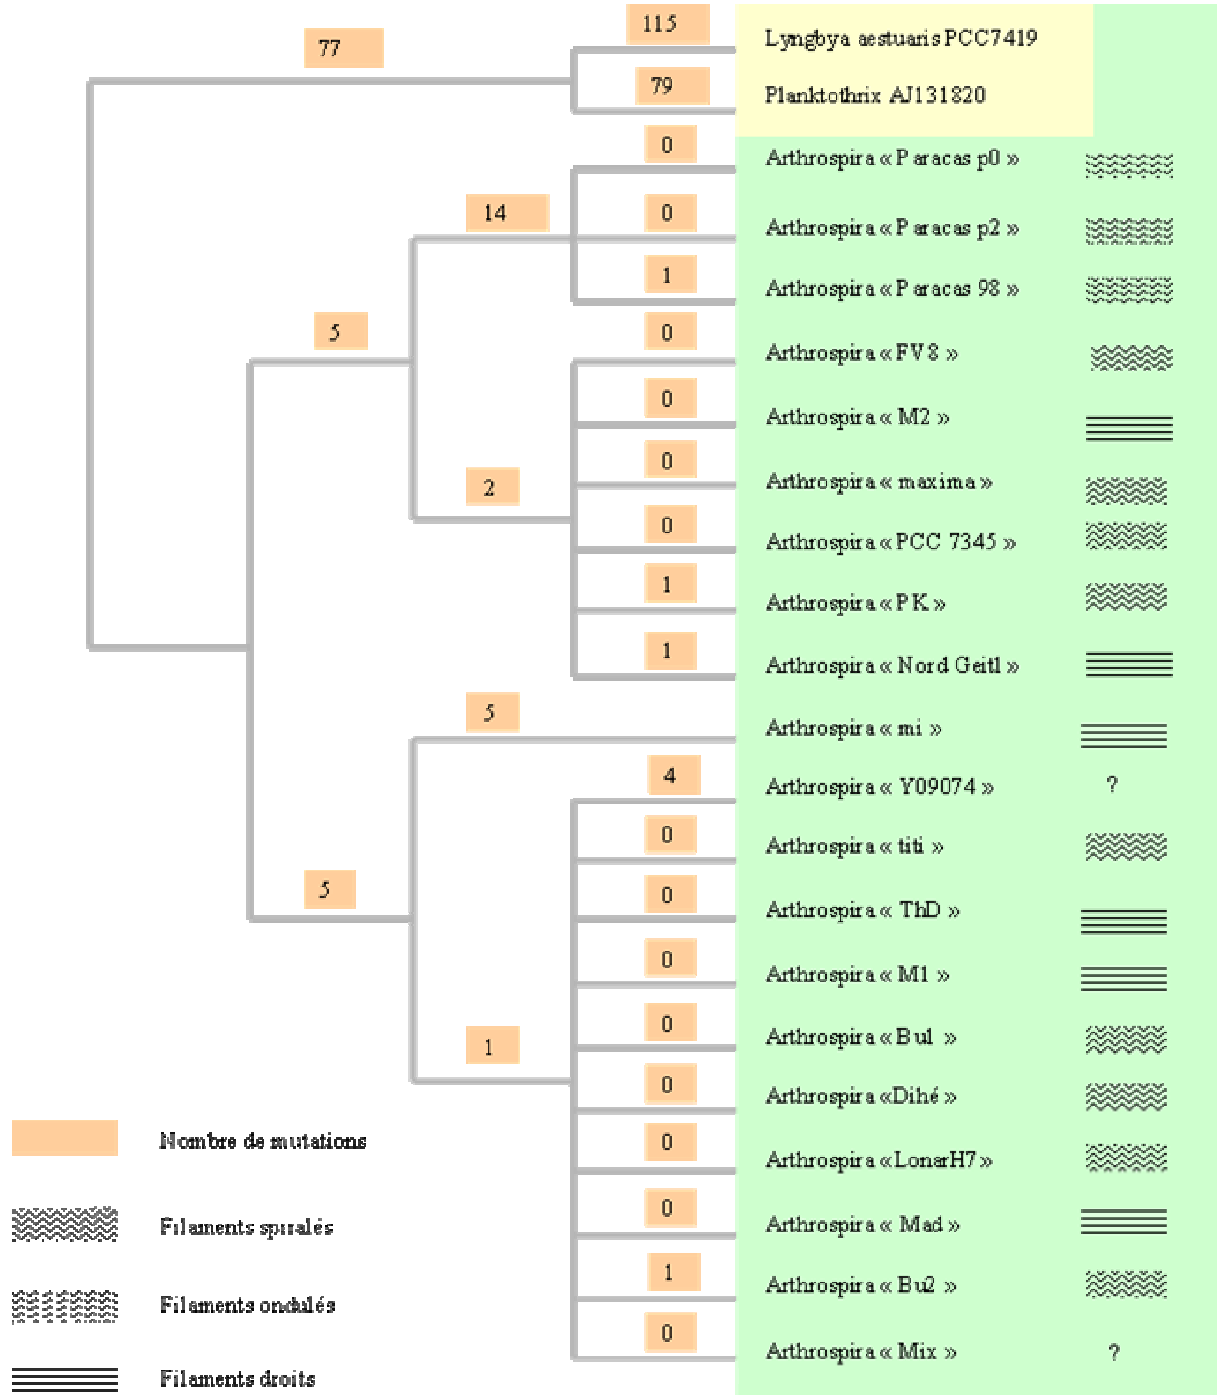 115
77
Lyngbya aestuaris PCC7419
79
Planktothrix AJ131820
0
Arthrospira « Paracas p0 »
14
0
Arthrospira « Paracas p2 »
1
Arthrospira « Paracas 98 »
5
0
Arthrospira « FV8 »
0
Arthrospira « M2 »
0
Arthrospira « maxima »
2
0
Arthrospira « PCC 7345 »
1
Arthrospira « PK »
1
Arthrospira « Nord Geitl »
5
Arthrospira « mi »
4
Arthrospira « Y09074 » ?
0
Arthrospira « titi »
5
0
Arthrospira « ThD »
0
Arthrospira « M1 »
0
Arthrospira « Bu1 »
1
0
Arthrospira «Dihé »
0
Arthrospira «LonarH7»
0
Arthrospira « Mad »
1
Arthrospira « Bu2 »
0
Arthrospira « Mix » ?
Nombre de mutations
Filaments spiralés
Filaments ondulés
Filaments droits